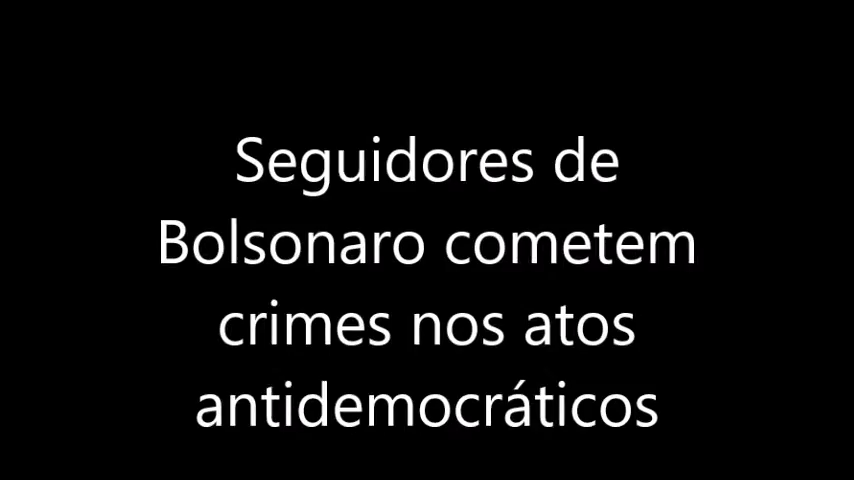 Seguidores de
Bolsonaro cometem
crimes nos atos
antidemocráticos